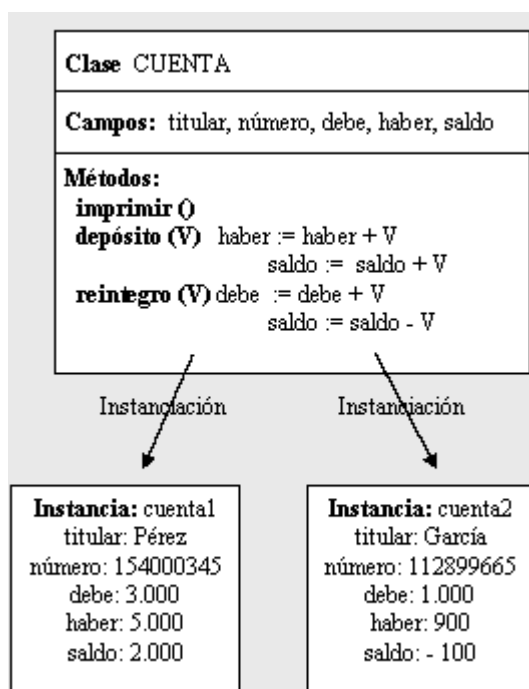 Clase CUENTA
Campos: titular, número, debe, haber, saldo
Métodos:
imprimir ()
depósito (V) haber := haber + V
saldo := saldo + V
reintegro (V) debe := debe + V
saldo := saldo - V
Instanciación Instanciación
Instancia: cuenta1
titular: Pérez
número: 154000345
debe: 3.000
haber: 5.000
saldo: 2.000
Instancia: cuenta2
titular: García
número: 112899665
debe: 1.000
haber: 900
saldo: - 100